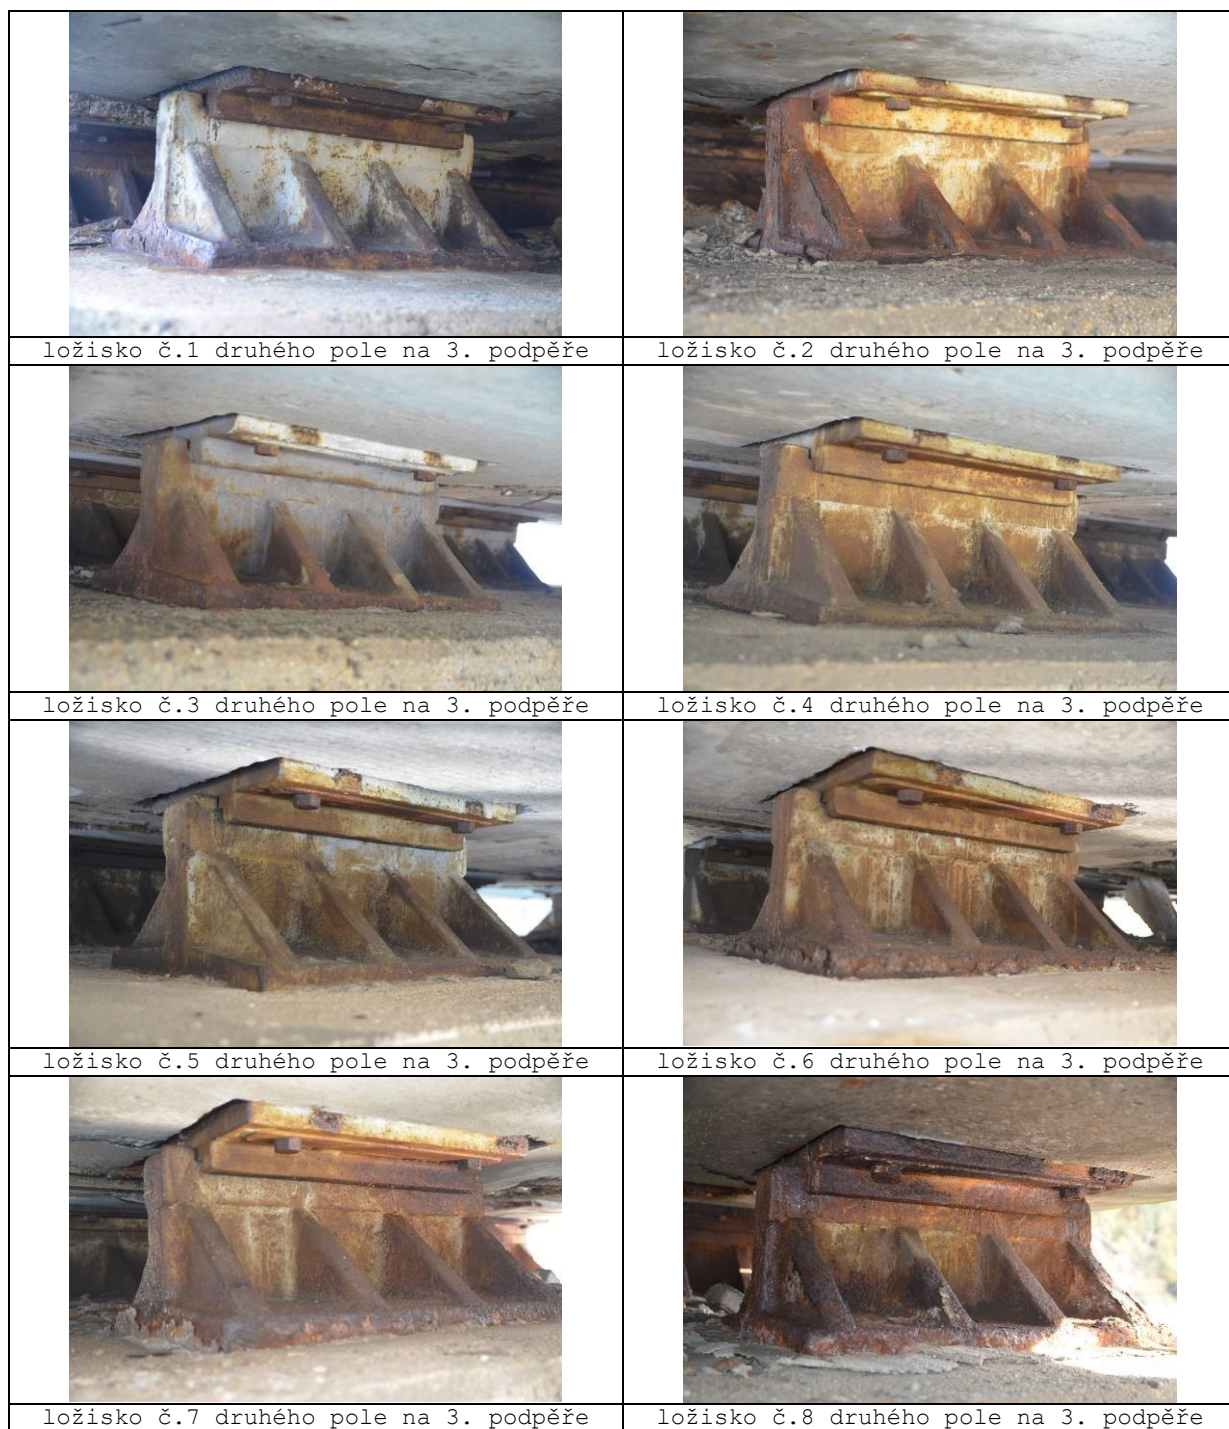 ložisko č.1 druhého pole na 3. podpěře
ložisko č.2 druhého pole na 3. podpěře
ložisko č.3 druhého pole na 3. podpěře
ložisko č.4 druhého pole na 3. podpěře
ložisko č.5 druhého pole na 3. podpěře
ložisko č.6 druhého pole na 3. podpěře
ložisko č.7 druhého pole na 3. podpěře
ložisko č.8 druhého pole na 3. podpěře